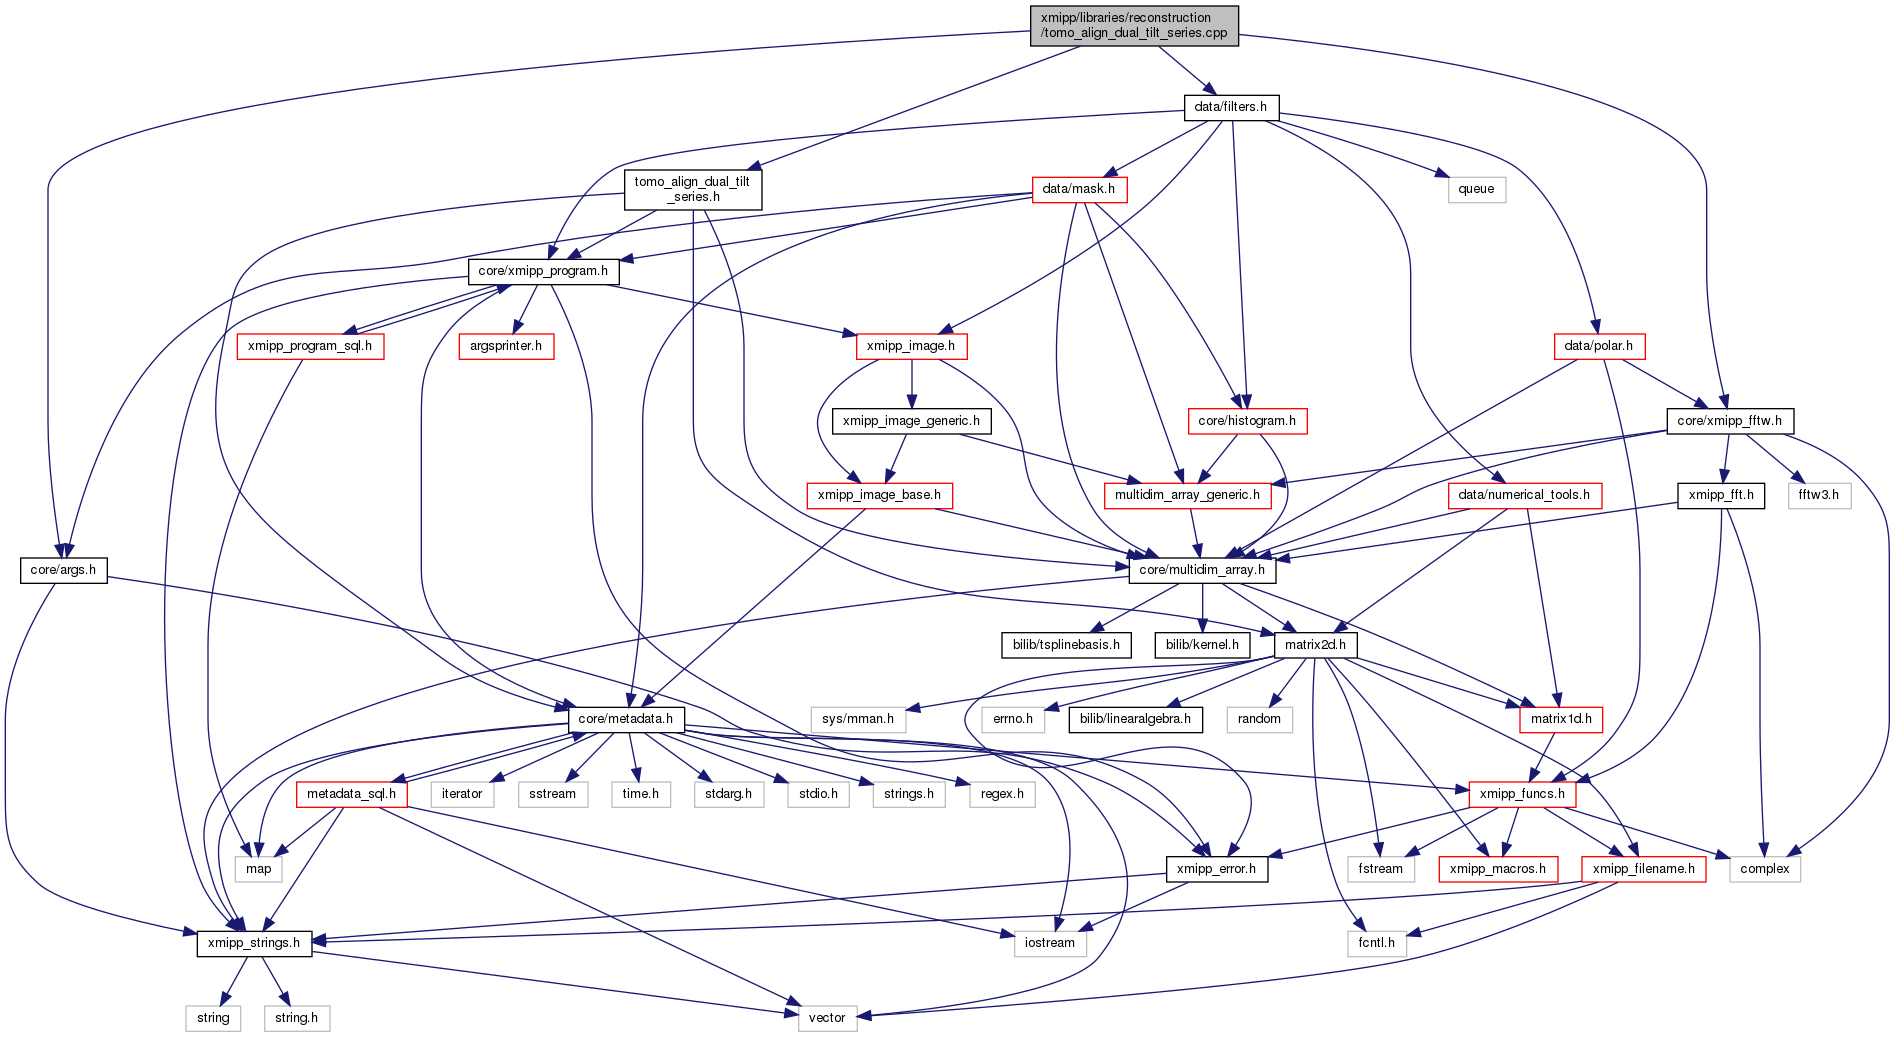 xmipp/libraries/reconstruction
/tomo_align_dual_tilt_series.cpp
data/filters.h
tomo_align_dual_tilt
_series.h
data/mask.h
queue
core/xmipp_program.h
xmipp_program_sql.h
argsprinter.h
xmipp_image.h
data/polar.h
xmipp_image_generic.h
core/histogram.h
core/xmipp_fftw.h
xmipp_image_base.h
multidim_array_generic.h
data/numerical_tools.h
xmipp_fft.h
fftw3.h
core/args.h
core/multidim_array.h
bilib/tsplinebasis.h
bilib/kernel.h
matrix2d.h
core/metadata.h
sys/mman.h
errno.h
bilib/linearalgebra.h
random
matrix1d.h
metadata_sql.h
iterator
sstream
time.h
stdarg.h
stdio.h
strings.h
regex.h
xmipp_funcs.h
map
xmipp_error.h
fstream
xmipp_macros.h
xmipp_filename.h
complex
xmipp_strings.h
iostream
fcntl.h
string
string.h
vector